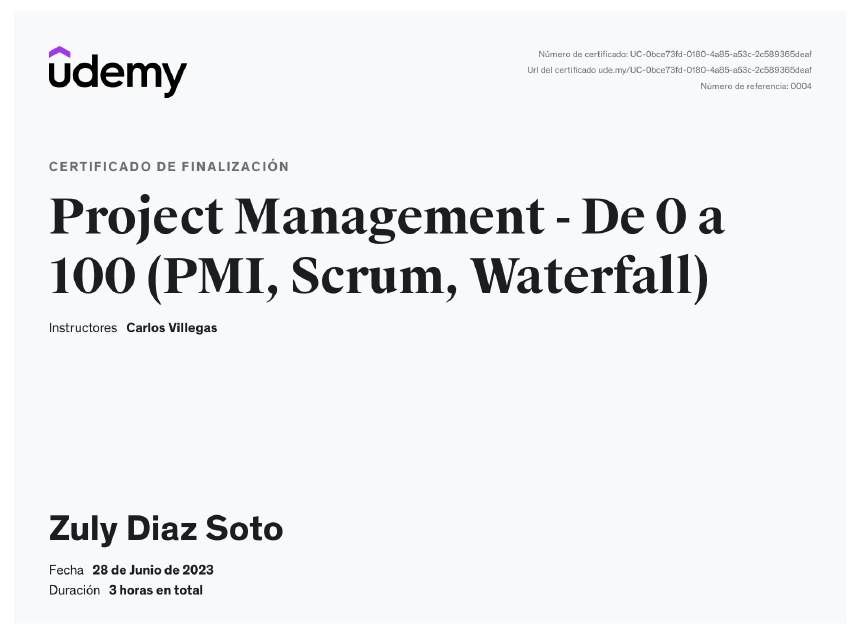 udemy
Número de certificado: UC-0bce73fd-0180-4a85-a53c-2c589365deaf
Url del certificado ude.my/UC-0bce73fd-0180-4a85-a53c-2c589365deaf
Número de referencia: 0004
CERTIFICADO DE FINALIZACIÓN
Project Management - De 0 a
100 (PMI, Scrum, Waterfall)
Instructores Carlos Villegas
Zuly Diaz Soto
Fecha 28 de Junio de 2023
Duración 3 horas en total